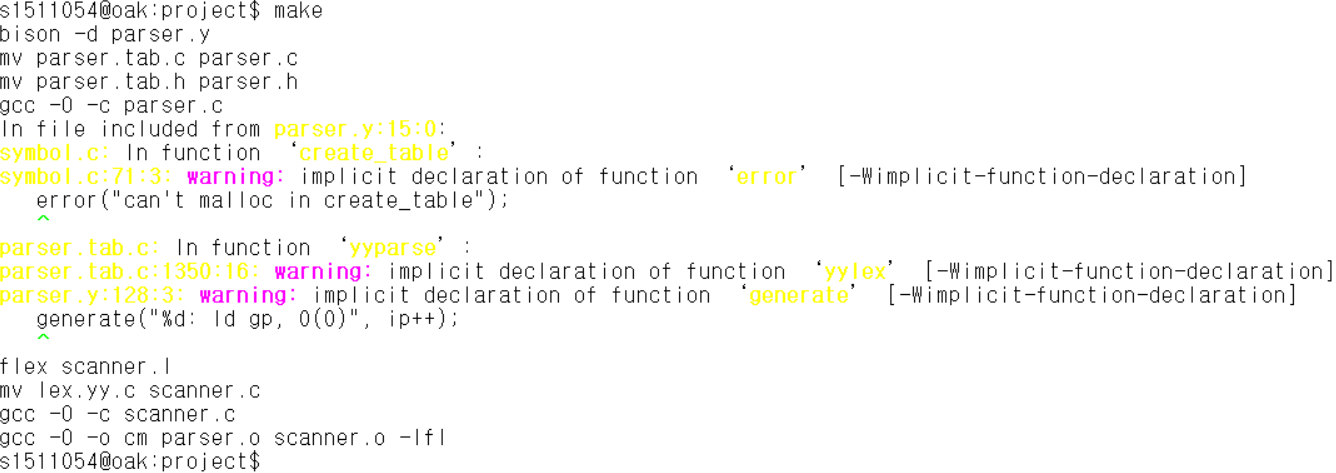 s1511054@oak:project$ make
bison -d parser.y
mv parser.tab.c parser.c
mv parser.tab.h parser.h
gcc -O -c parser.c
In file included from parser.y:15:0:
symbol.c: In function ‘create_table’:
symbol.c:71:3: warning: implicit declaration of function ‘error’ [-Wimplicit-function-declaration]
   error("can't malloc in create_table");
   ^
parser.tab.c: In function ‘yyparse’:
parser.tab.c:1350:16: warning: implicit declaration of function ‘yylex’ [-Wimplicit-function-declaration]
parser.y:128:3: warning: implicit declaration of function ‘generate’ [-Wimplicit-function-declaration]
   generate("%d: ld gp, 0(0)", ip++);
   ^
flex scanner.l
mv lex.yy.c scanner.c
gcc -O -c scanner.c
gcc -O -o cm parser.o scanner.o -lfl
s1511054@oak:project$